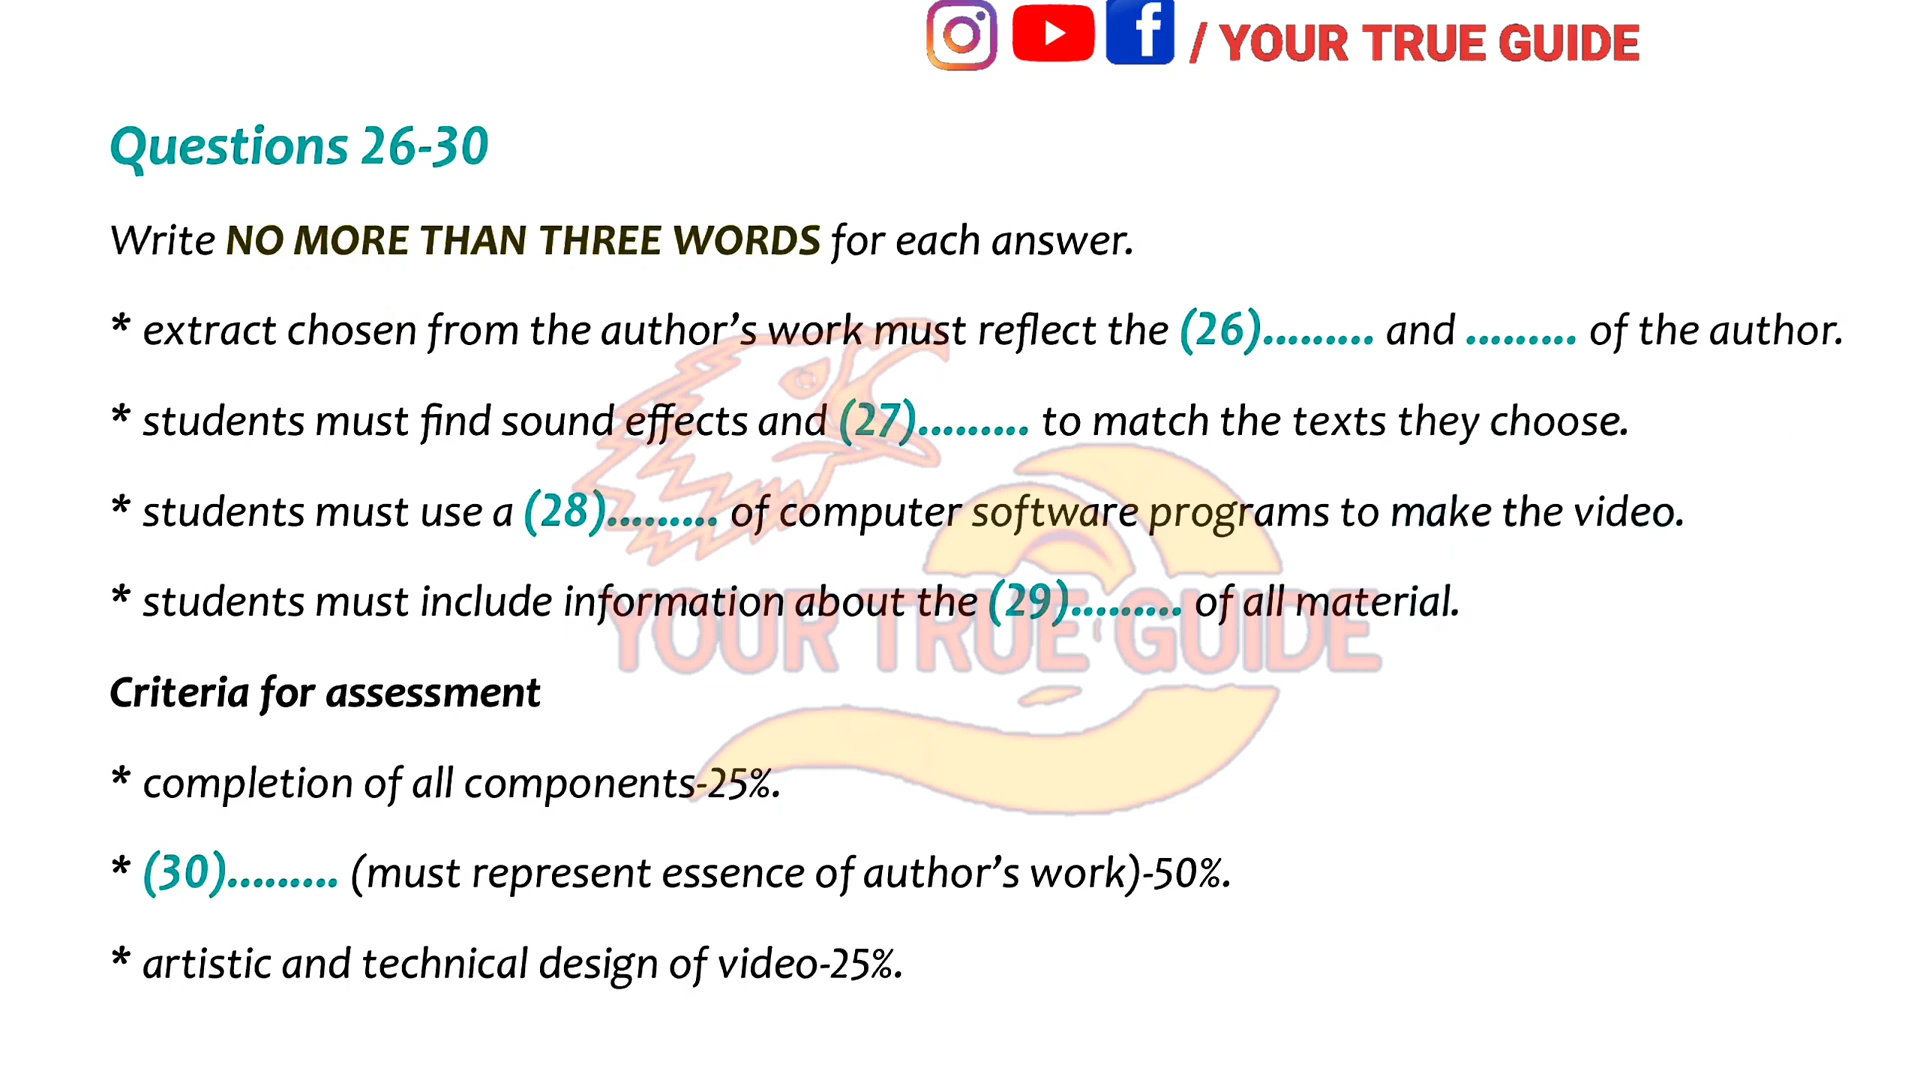 / YOUR TRUE GUIDE
Questions 26-30
Write NO MORE THAN THREE WORDS for each answer.
* extract chosen from the author's work must reflect the (26)......... and ......... of the author.
* students must find sound effects and (27)......... to match the texts they choose.
* students must use a (28)......... of computer software programs to make the video.
* students must include information about the (29)......... of all material.
YOUR TRUE GUIDE
Criteria for assessment
* completion of all components-25%.
* (30)......... (must represent essence of author's work)-50%.
* artistic and technical design of video-25%.